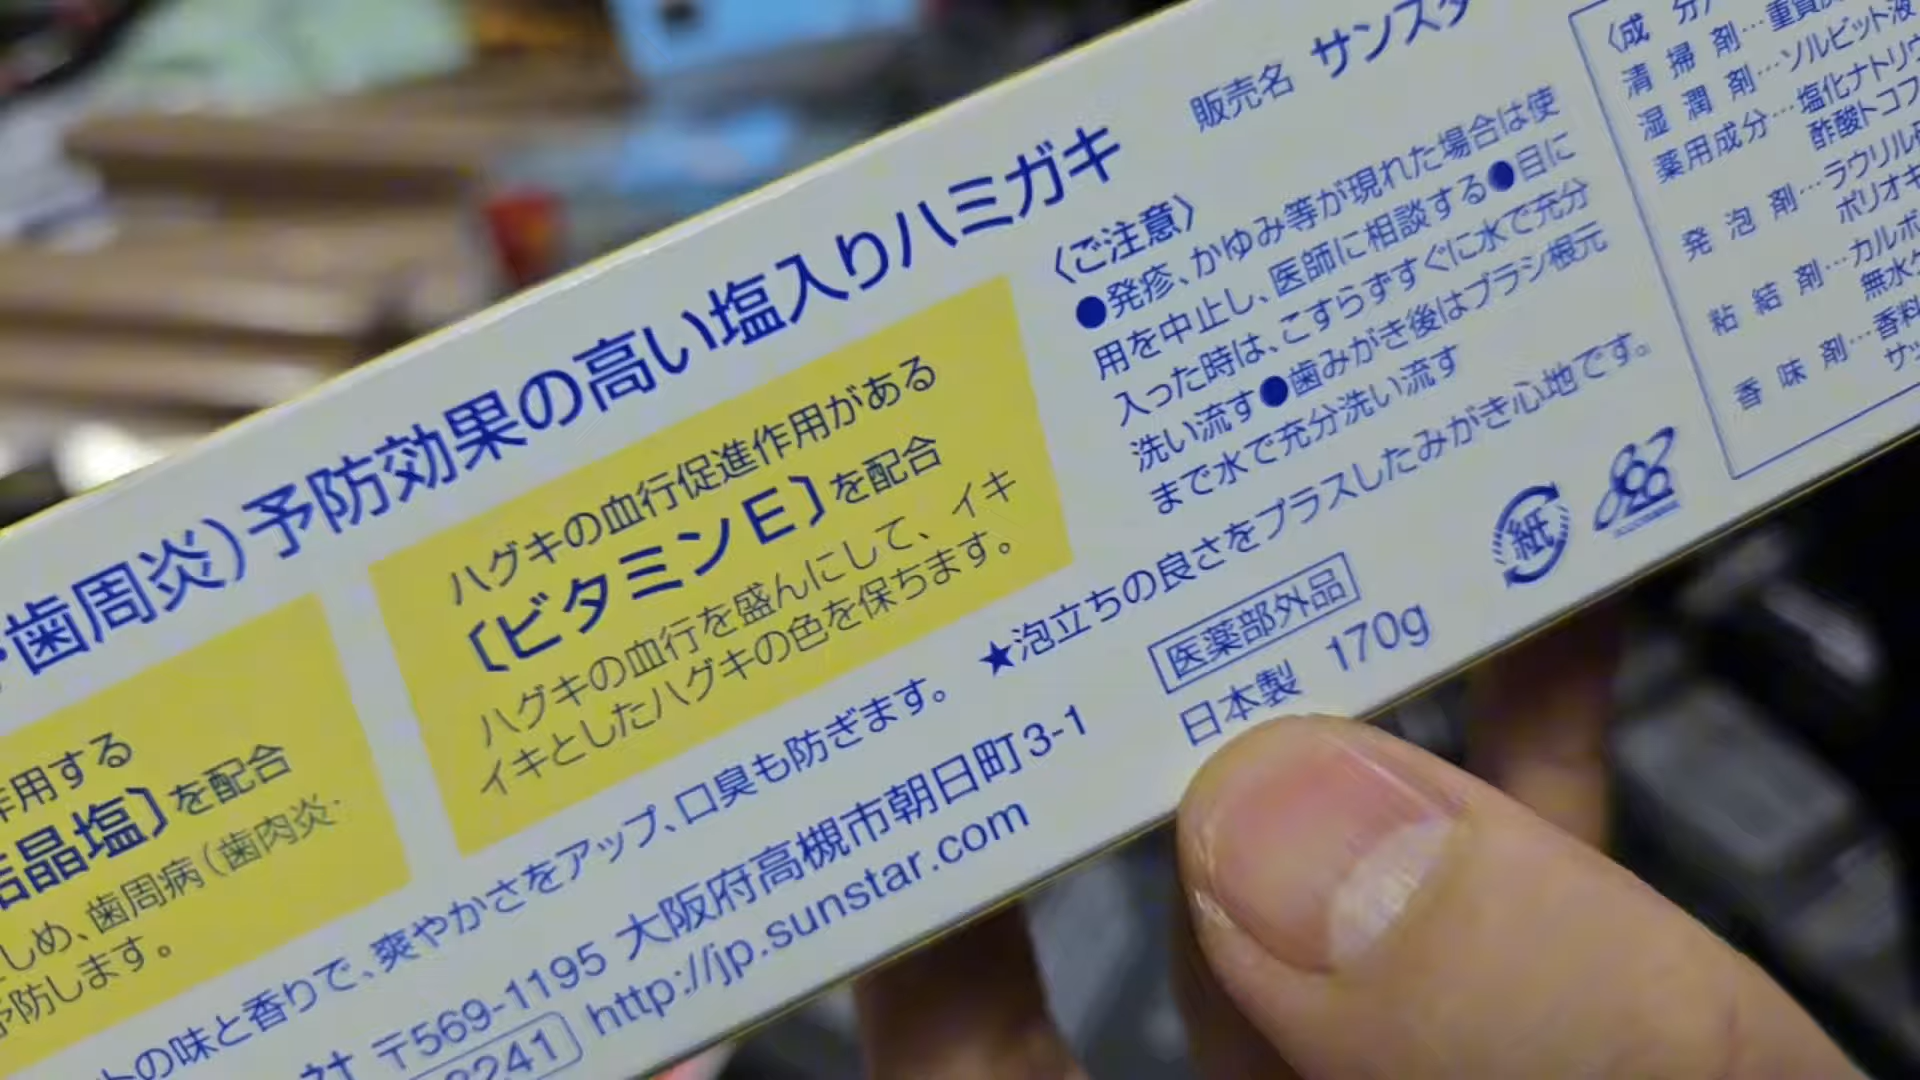 ・歯周炎)予防効果の高い塩入りハミガキ
作用する
結晶塩〕を配合
しめ、歯周病(歯肉炎・
予防します。
ハグキの血行促進作用がある
〔ビタミンE〕を配合
ハグキの血行を盛んにして、イキ
イキとしたハグキの色を保ちます。
トの味と香りで、爽やかさをアップ、口臭も防ぎます。 ★泡立ちの良さをプラスしたみがき心地です。
社 〒569-1195 大阪府高槻市朝日町3-1
241 http://jp.sunstar.com
医薬部外品
日本製 170g
販売名 サンスタ
〈ご注意〉
●発疹、かゆみ等が現れた場合は使
用を中止し、医師に相談する●目に
入った時は、こすらずすぐに水で充分
洗い流す●歯みがき後はブラシ根元
まで水で充分洗い流す
紙
〈成 分〉
清掃剤…重質
湿潤剤…ソルビット液
薬用成分…塩化ナトリウ
酢酸トコフ
発泡剤…ラウリル
ポリオキ
粘結剤…カルボ
無水
香味剤…香料
サッ